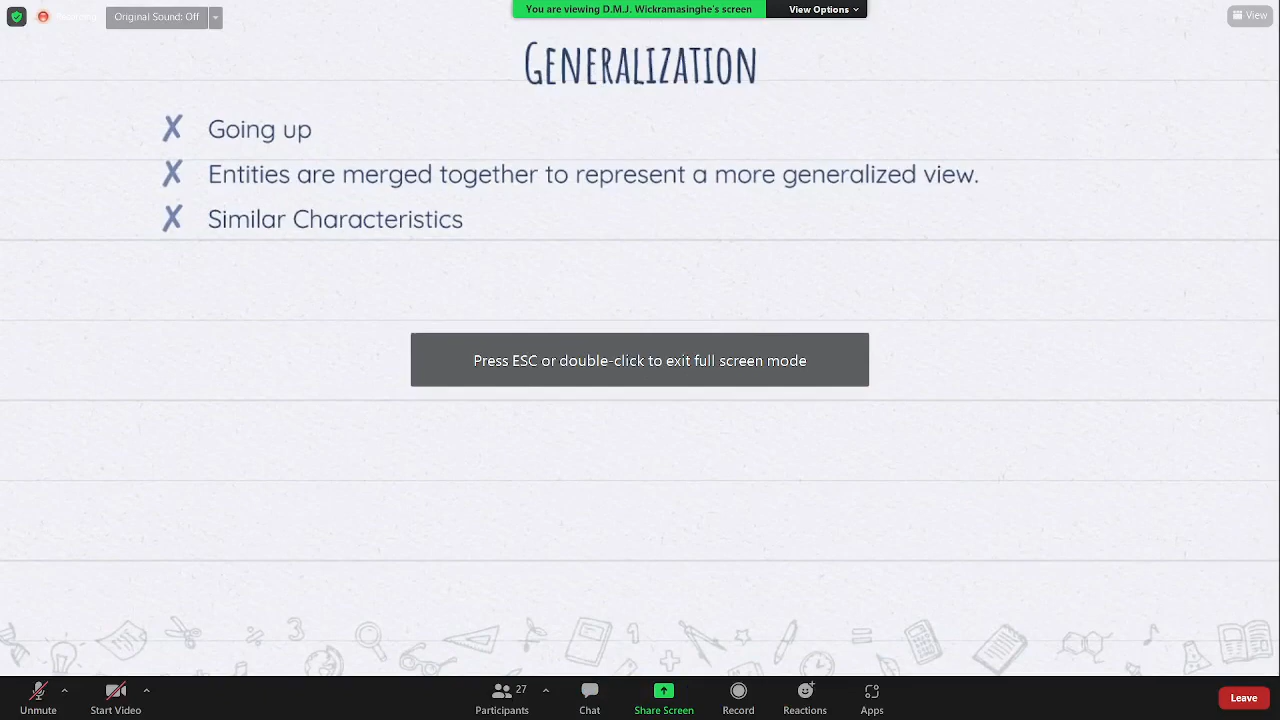 Original Sound: Off
You are viewing D.M.J. Wickramasinghe's screen
View Options
View
GENERALIZATION
X Going up
X Entities are merged together to represent a more generalized view.
X Similar Characteristics
Press ESC or double-click to exit full screen mode
3
1
Unmute
Start Video
Participants
27
Chat
Share Screen
Record
Reactions
Apps
Leave